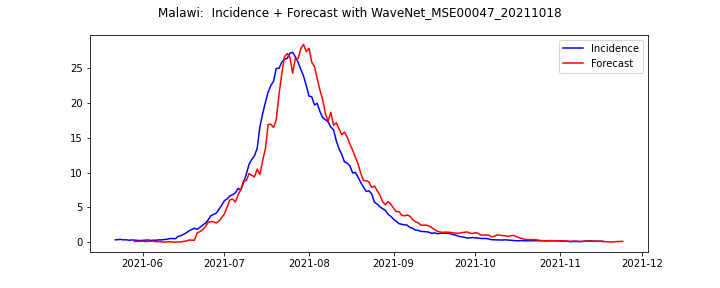 Malawi:  Incidence + Forecast with WaveNet_MSE00047_20211018
Incidence
Forecast
25
20
15
10
5
0
2021-06 2021-07 2021-08 2021-09 2021-10 2021-11 2021-12